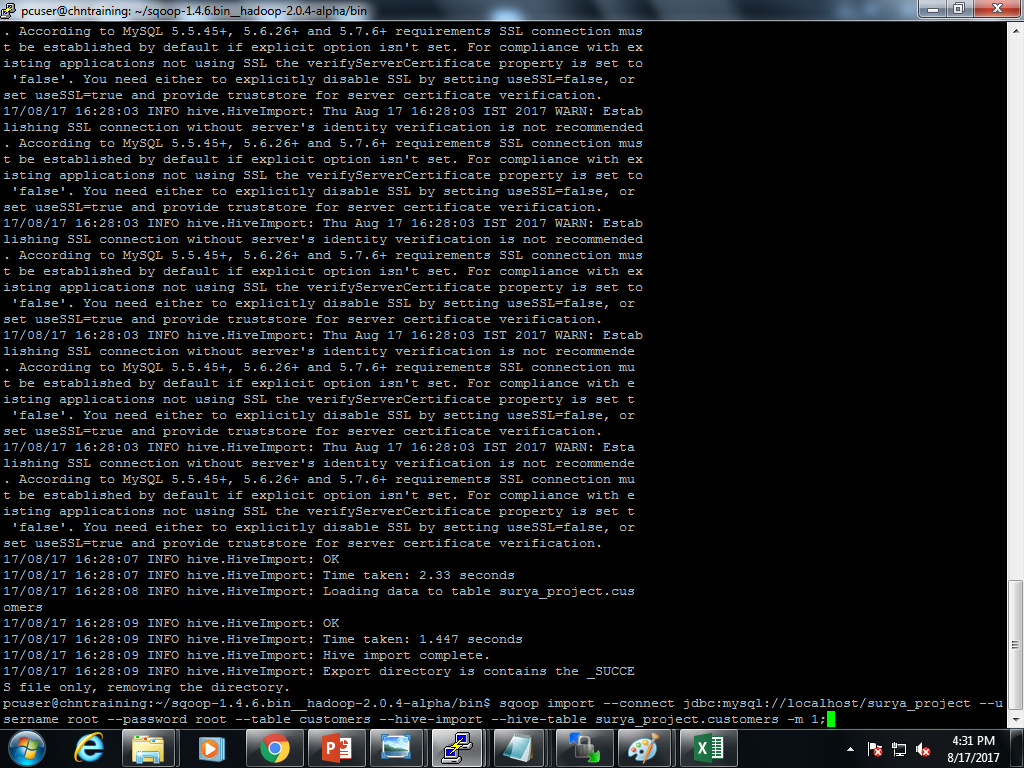 pcuser@chntraining: ~/sqoop-1.4.6.bin__hadoop-2.0.4-alpha/bin
. According to MySQL 5.5.45+, 5.6.26+ and 5.7.6+ requirements SSL connection mus
t be established by default if explicit option isn't set. For compliance with ex
isting applications not using SSL the verifyServerCertificate property is set to
 'false'. You need either to explicitly disable SSL by setting useSSL=false, or
set useSSL=true and provide truststore for server certificate verification.
17/08/17 16:28:03 INFO hive.HiveImport: Thu Aug 17 16:28:03 IST 2017 WARN: Estab
lishing SSL connection without server's identity verification is not recommended
. According to MySQL 5.5.45+, 5.6.26+ and 5.7.6+ requirements SSL connection mus
t be established by default if explicit option isn't set. For compliance with ex
isting applications not using SSL the verifyServerCertificate property is set to
 'false'. You need either to explicitly disable SSL by setting useSSL=false, or
set useSSL=true and provide truststore for server certificate verification.
17/08/17 16:28:03 INFO hive.HiveImport: Thu Aug 17 16:28:03 IST 2017 WARN: Estab
lishing SSL connection without server's identity verification is not recommended
. According to MySQL 5.5.45+, 5.6.26+ and 5.7.6+ requirements SSL connection mus
t be established by default if explicit option isn't set. For compliance with ex
isting applications not using SSL the verifyServerCertificate property is set to
 'false'. You need either to explicitly disable SSL by setting useSSL=false, or
set useSSL=true and provide truststore for server certificate verification.
17/08/17 16:28:03 INFO hive.HiveImport: Thu Aug 17 16:28:03 IST 2017 WARN: Estab
lishing SSL connection without server's identity verification is not recommende
. According to MySQL 5.5.45+, 5.6.26+ and 5.7.6+ requirements SSL connection mu
t be established by default if explicit option isn't set. For compliance with e
isting applications not using SSL the verifyServerCertificate property is set t
 'false'. You need either to explicitly disable SSL by setting useSSL=false, or
set useSSL=true and provide truststore for server certificate verification.
17/08/17 16:28:03 INFO hive.HiveImport: Thu Aug 17 16:28:03 IST 2017 WARN: Esta
lishing SSL connection without server's identity verification is not recommende
. According to MySQL 5.5.45+, 5.6.26+ and 5.7.6+ requirements SSL connection mu
t be established by default if explicit option isn't set. For compliance with e
isting applications not using SSL the verifyServerCertificate property is set t
 'false'. You need either to explicitly disable SSL by setting useSSL=false, or
set useSSL=true and provide truststore for server certificate verification.
17/08/17 16:28:07 INFO hive.HiveImport: OK
17/08/17 16:28:07 INFO hive.HiveImport: Time taken: 2.33 seconds
17/08/17 16:28:08 INFO hive.HiveImport: Loading data to table surya_project.cus
omers
17/08/17 16:28:09 INFO hive.HiveImport: OK
17/08/17 16:28:09 INFO hive.HiveImport: Time taken: 1.447 seconds
17/08/17 16:28:09 INFO hive.HiveImport: Hive import complete.
17/08/17 16:28:09 INFO hive.HiveImport: Export directory is contains the _SUCCE
S file only, removing the directory.
pcuser@chntraining:~/sqoop-1.4.6.bin__hadoop-2.0.4-alpha/bin$ sqoop import --connect jdbc:mysql://localhost/surya_project --u
sername root --password root --table customers --hive-import --hive-table surya_project.customers -m 1;
4:31 PM
8/17/2017